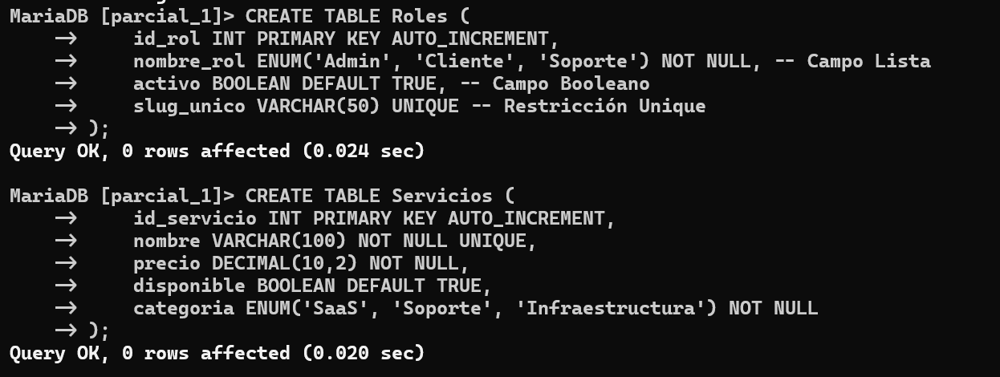 MariaDB [parcial_1]> CREATE TABLE Roles (
    ->     id_rol INT PRIMARY KEY AUTO_INCREMENT,
    ->     nombre_rol ENUM('Admin', 'Cliente', 'Soporte') NOT NULL, -- Campo Lista
    ->     activo BOOLEAN DEFAULT TRUE, -- Campo Booleano
    ->     slug_unico VARCHAR(50) UNIQUE -- Restricción Unique
    -> );
Query OK, 0 rows affected (0.024 sec)

MariaDB [parcial_1]> CREATE TABLE Servicios (
    ->     id_servicio INT PRIMARY KEY AUTO_INCREMENT,
    ->     nombre VARCHAR(100) NOT NULL UNIQUE,
    ->     precio DECIMAL(10,2) NOT NULL,
    ->     disponible BOOLEAN DEFAULT TRUE,
    ->     categoria ENUM('SaaS', 'Soporte', 'Infraestructura') NOT NULL
    -> );
Query OK, 0 rows affected (0.020 sec)